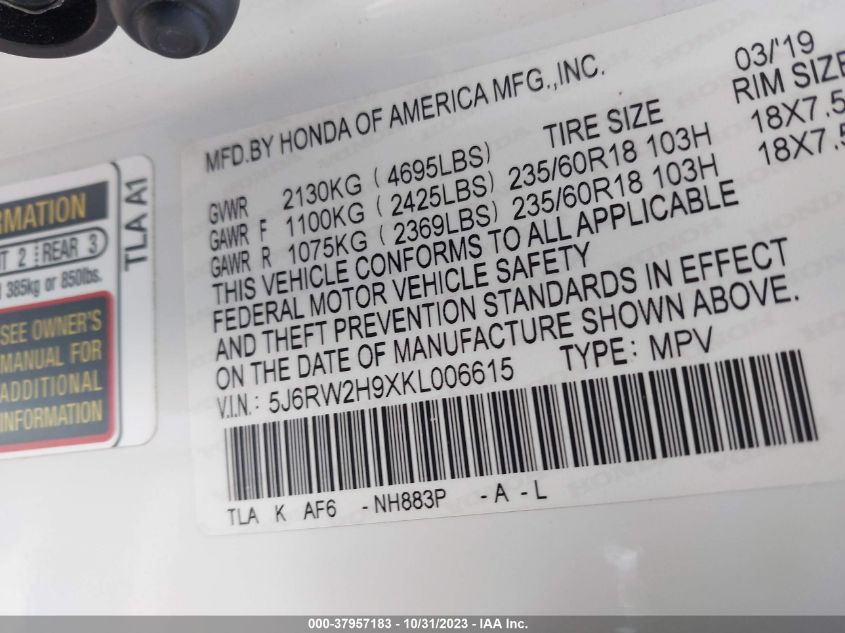 MFD.BY HONDA OF AMERICA MFG.,INC. 03/'19
TIRE SIZE RIM SIZE
GVWR 2130KG ( 4695LBS)
GAWR F 1100KG ( 2425LBS) 235/60R18 103H 18X7.5
GAWR R 1075KG ( 2369LBS) 235/60R18 103H 18X7.5
THIS VEHICLE CONFORMS TO ALL APPLICABLE
FEDERAL MOTOR VEHICLE SAFETY
AND THEFT PREVENTION STANDARDS IN EFFECT
ON THE DATE OF MANUFACTURE SHOWN ABOVE.
V.I.N.: 5J6RW2H9XKL006615 TYPE: MPV
TLA K AF6 -NH883P -A -L
TLA A1
REAR 3
385kg or 850lbs.
SEE OWNER'S
MANUAL FOR
ADDITIONAL
INFORMATION
000-37957183 - 10/31/2023 - IAA Inc.